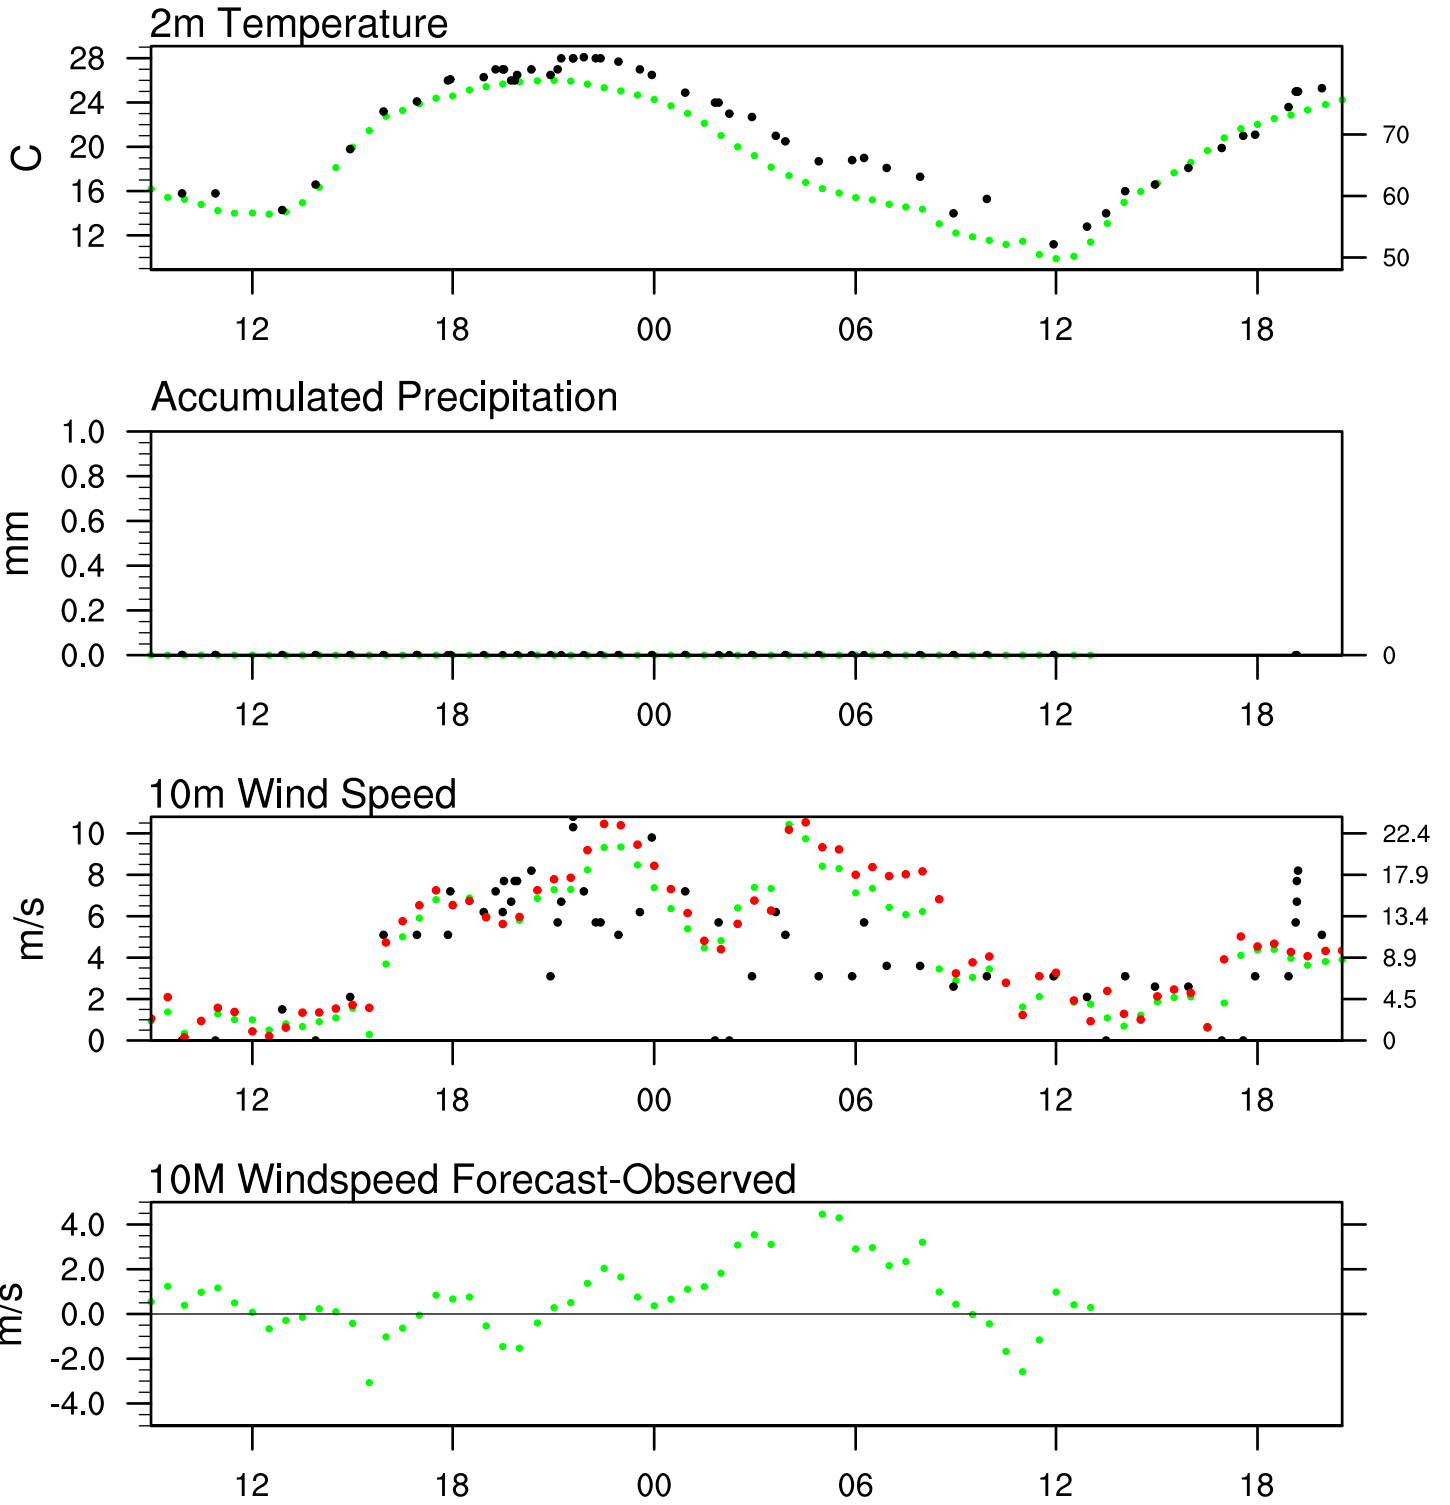 2m Temperature
28
24
20
16
12
C
70
60
50
12 18 00 06 12 18
Accumulated Precipitation
1.0
0.8
0.6
0.4
0.2
0.0
mm
0
12 18 00 06 12 18
10m Wind Speed
10
8
6
4
2
0
m/s
22.4
17.9
13.4
8.9
4.5
0
12 18 00 06 12 18
10M Windspeed Forecast-Observed
4.0
2.0
0.0
-2.0
-4.0
m/s
12 18 00 06 12 18